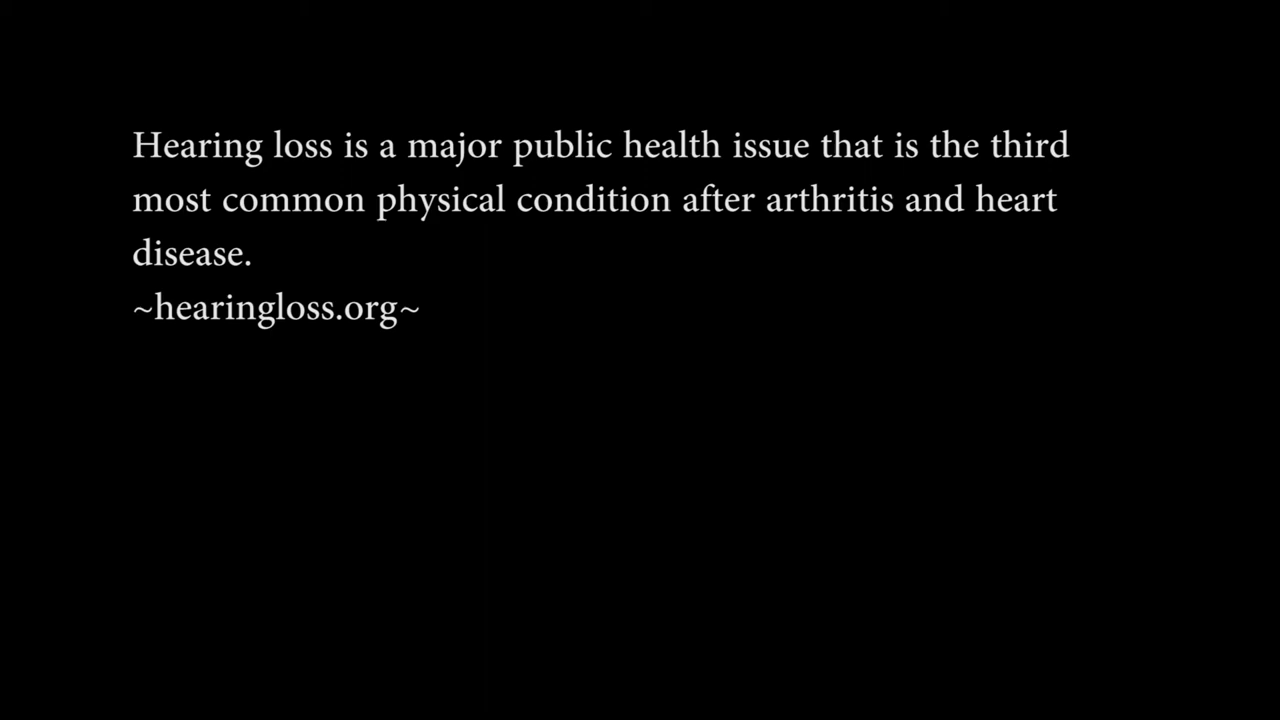 Hearing loss is a major public health issue that is the third
most common physical condition after arthritis and heart
disease.
~hearingloss.org~